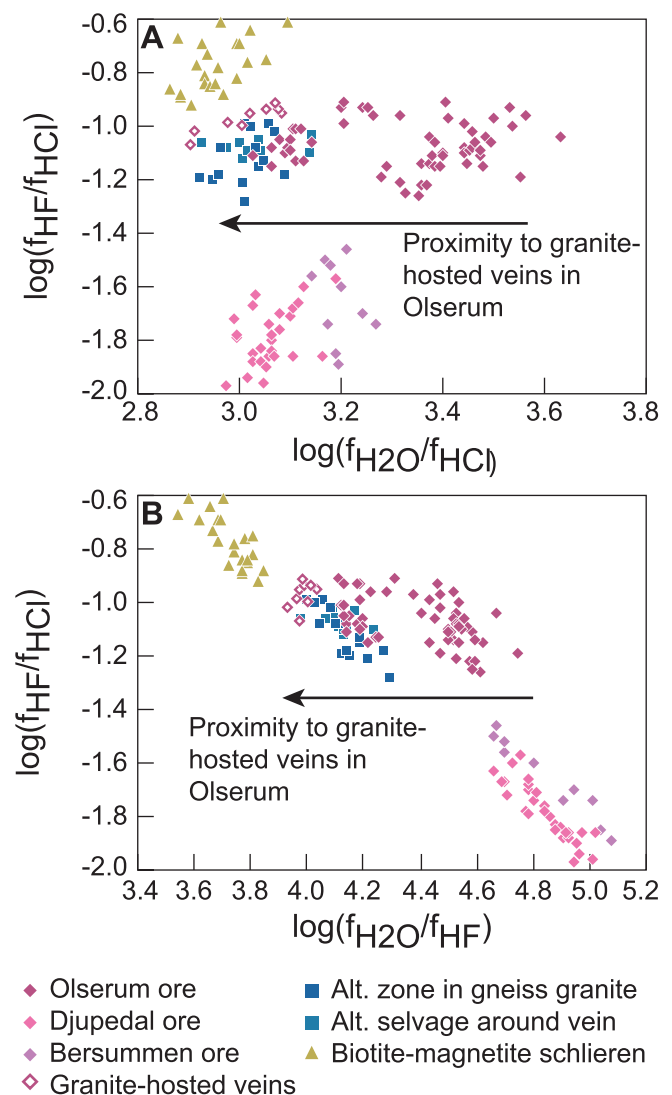 A
-0.6
-0.8
-1.0
-1.2
-1.4
-1.6
-1.8
-2.0
log(fHF/fHCl)
Proximity to granite-
hosted veins in
Olserum
2.8 3.0 3.2 3.4 3.6 3.8
log(fH2O/fHCl)
B
-0.6
-0.8
-1.0
-1.2
-1.4
-1.6
-1.8
-2.0
log(fHF/fHCl)
Proximity to granite-
hosted veins in
Olserum
3.4 3.6 3.8 4.0 4.2 4.4 4.6 4.8 5.0 5.2
log(fH2O/fHF)
Olserum ore
Djupedal ore
Bersummen ore
Granite-hosted veins
Alt. zone in gneiss granite
Alt. selvage around vein
Biotite-magnetite schlieren